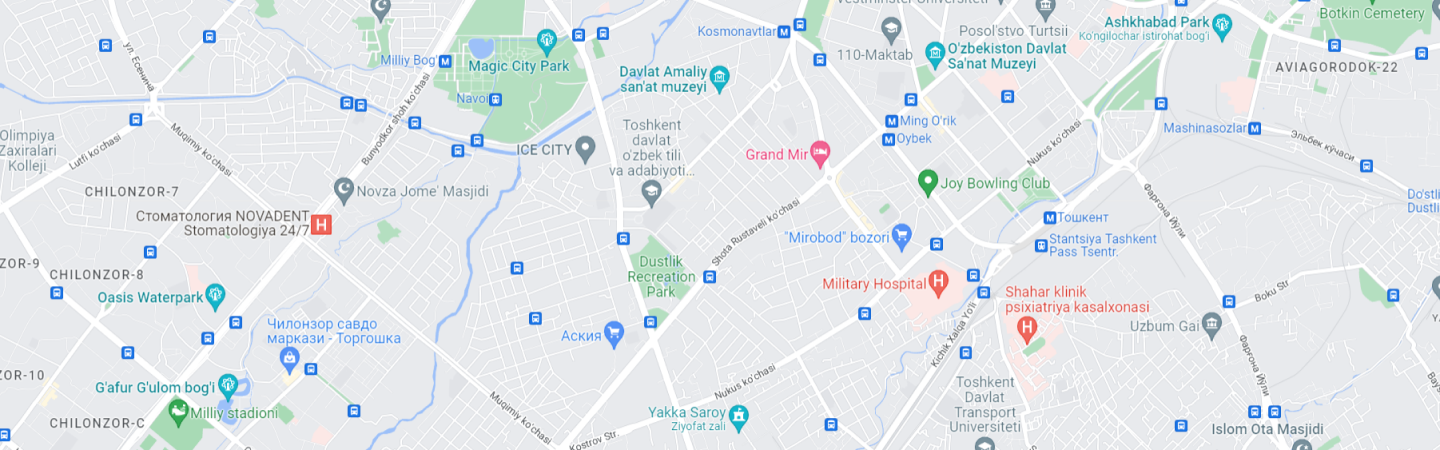 Westminster Universiteti
Posol'stvo Turtsii
Ashkhabad Park
Ko'ngilochar istirohat bog'i
Botkin Cemetery
Kosmonavtlar
110-Maktab
O'zbekiston Davlat
Sa'nat Muzeyi
AVIAGORODOK-22
ул. Есенина
Milliy Bog'
Magic City Park
Davlat Amaliy
san'at muzeyi
Navoi
Bunyodkor shoh ko'chasi
Muqimiy ko'chasi
Lutfi ko'chasi
Olimpiya
Zaxiralari
Kolleji
ICE CITY
Toshkent
davlat
o'zbek tili
va adabiyoti...
Ming O'rik
Oybek
Grand Mir
Nukus ko'chasi
Mashinasozlar
Эльбек кўчаси
CHILONZOR-7
Novza Jome' Masjidi
Joy Bowling Club
Фарғона Йўли
Do'stli
Dustli
Стоматология NOVADENT
Stomatologiya 24/7
Shota Rustaveli ko'chasi
"Mirobod" bozori
Тошкент
Stantsiya Tashkent
Pass Tsentr.
ZOR-9
CHILONZOR-8
Dustlik
Recreation
Park
Military Hospital
Shahar klinik
psixiatriya kasalxonasi
Boku Str
Oasis Waterpark
Чилонзор савдо
маркази - Торгошка
Аския
Kichik Xalqa Yo'li
Uzbum Gai
Фарғона Йўли
ZOR-10
G'afur G'ulom bog'i
Milliy stadioni
CHILONZOR-C
Muqimiy ko'chasi
Kostrov Str.
Nukus ko'chasi
Yakka Saroy
Ziyofat zali
Toshkent
Davlat
Transport
Universiteti
Islom Ota Masjidi